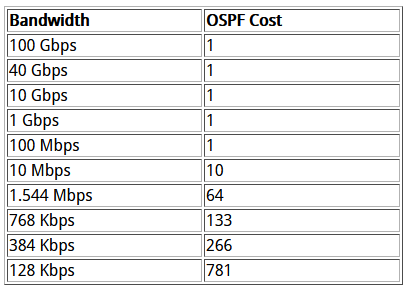 Bandwidth OSPF Cost
100 Gbps 1
40 Gbps 1
10 Gbps 1
1 Gbps 1
100 Mbps 1
10 Mbps 10
1.544 Mbps 64
768 Kbps 133
384 Kbps 266
128 Kbps 781